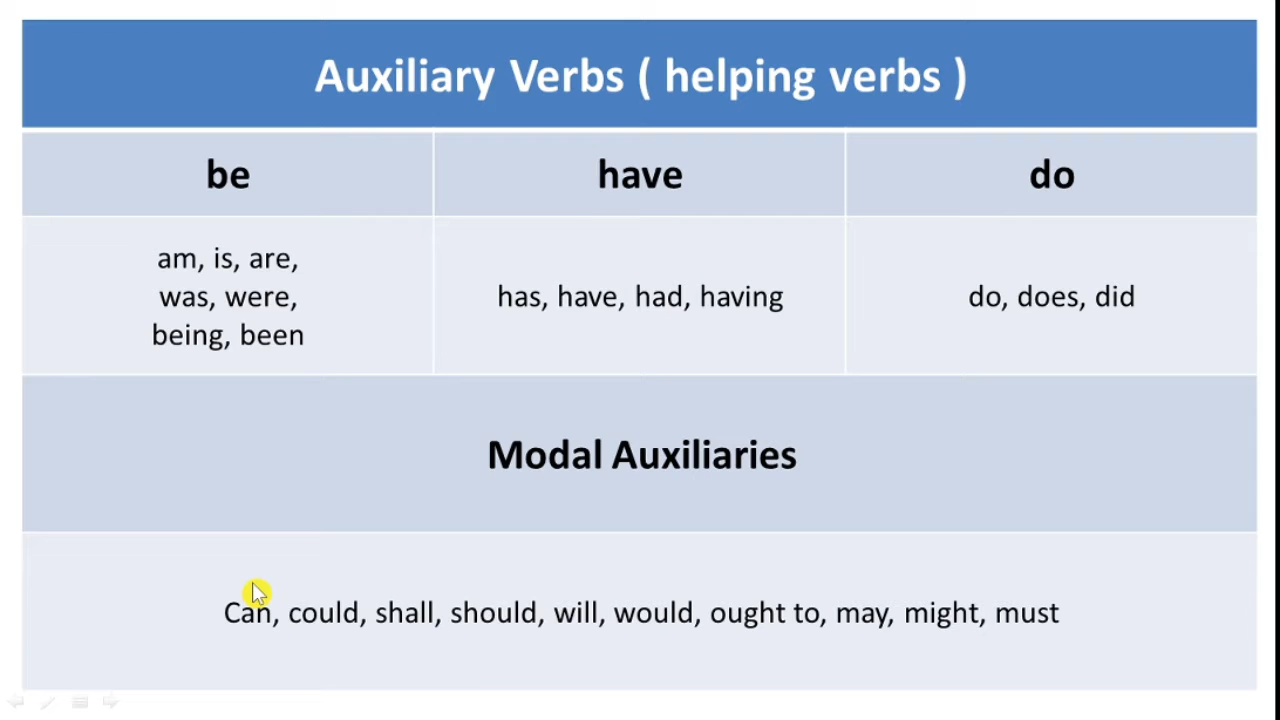 Auxiliary Verbs ( helping verbs )
be
have
do
am, is, are,
was, were,
being, been
has, have, had, having
do, does, did
Modal Auxiliaries
Can, could, shall, should, will, would, ought to, may, might, must